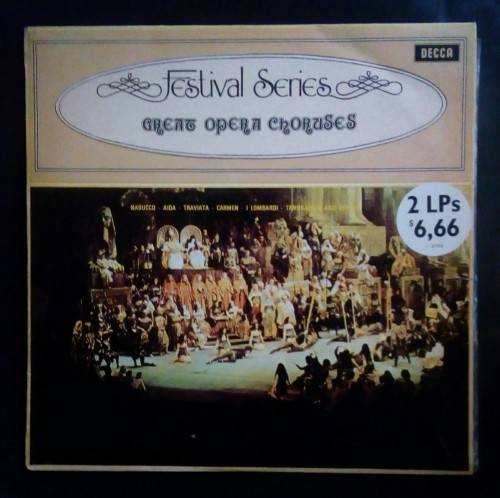 DECCA
Festival Series
GREAT OPERA CHORUSES
NABUCCO · AIDA · TRAVIATA · CARMEN · I LOMBARDI ·
2 LPs
$6,66